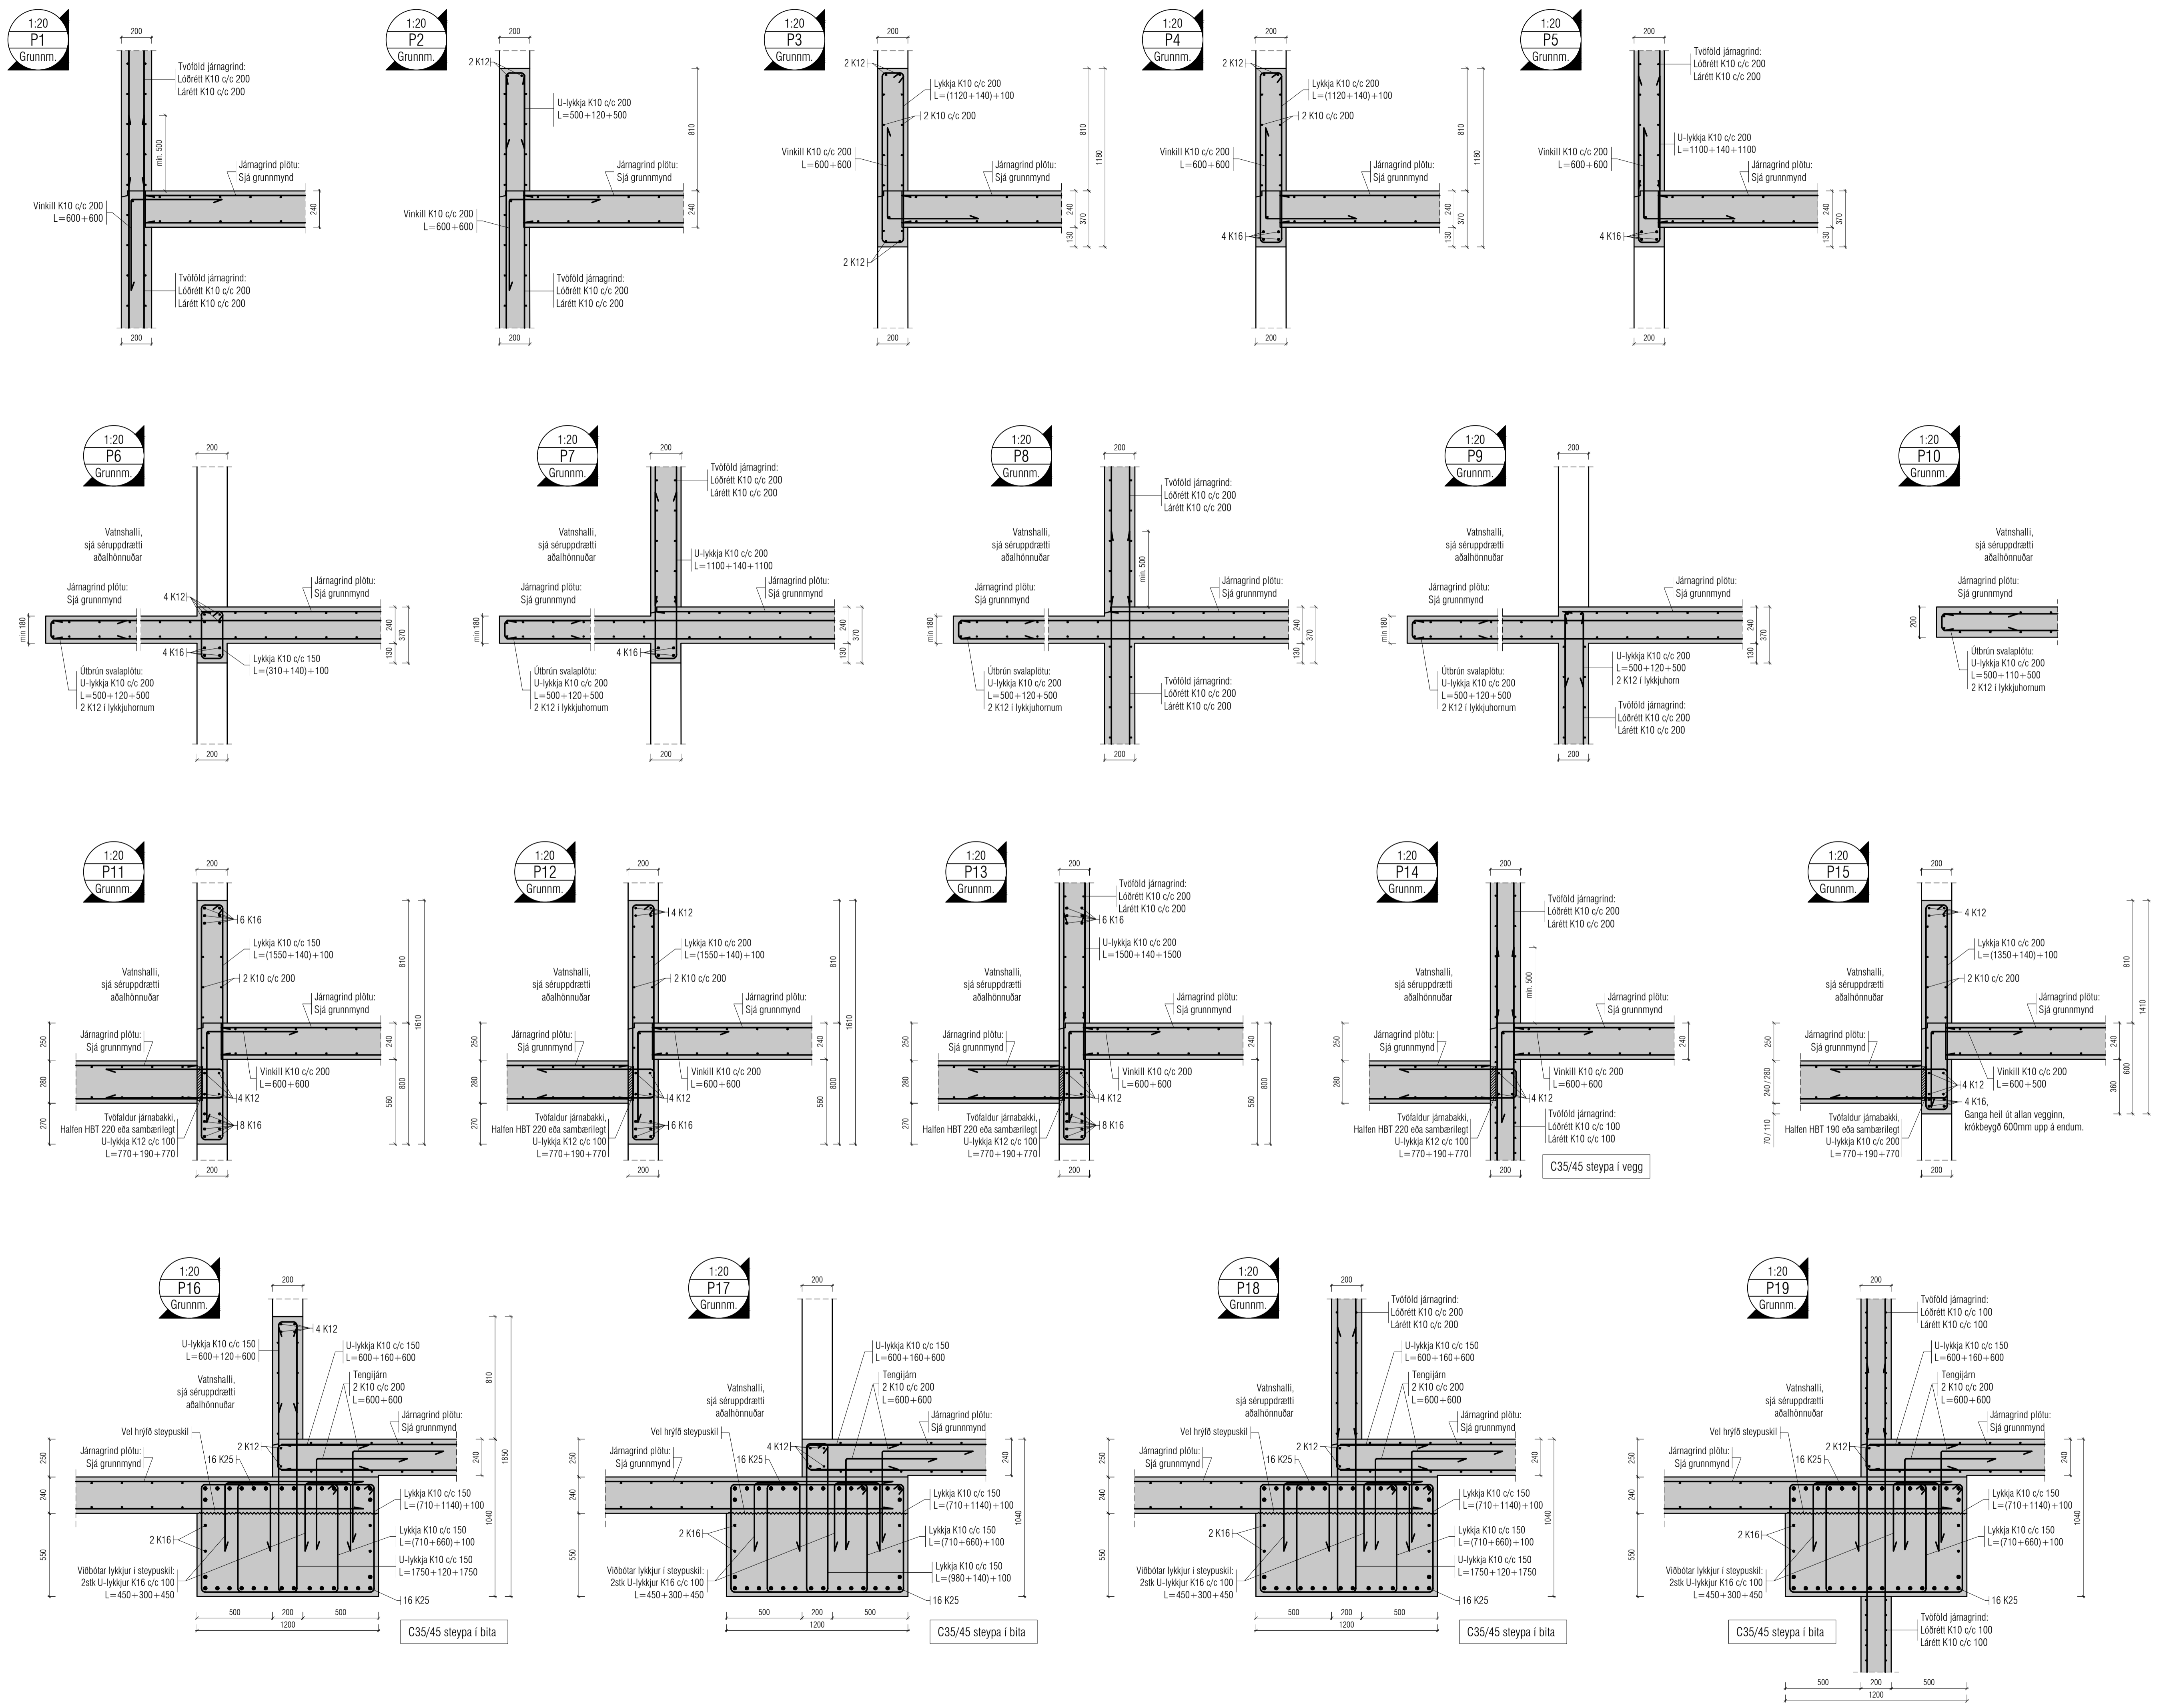 1:20
P1
Grunnm.
200
Tvöföld járnagrind:
Lóðrétt K10 c/c 200
Lárétt K10 c/c 200
min. 500
Járnagrind plötu:
Sjá grunnmynd
Vinkill K10 c/c 200
L=600+600
240
Tvöföld járnagrind:
Lóðrétt K10 c/c 200
Lárétt K10 c/c 200
200
1:20
P2
Grunnm.
200
2 K12
U-lykkja K10 c/c 200
L=500+120+500
810
Járnagrind plötu:
Sjá grunnmynd
Vinkill K10 c/c 200
L=600+600
240
Tvöföld járnagrind:
Lóðrétt K10 c/c 200
Lárétt K10 c/c 200
200
1:20
P3
Grunnm.
200
2 K12
Lykkja K10 c/c 200
L=(1120+140)+100
2 K10 c/c 200
Vinkill K10 c/c 200
L=600+600
810
1180
Járnagrind plötu:
Sjá grunnmynd
240
370
130
2 K12
200
1:20
P4
Grunnm.
200
2 K12
Lykkja K10 c/c 200
L=(1120+140)+100
2 K10 c/c 200
Vinkill K10 c/c 200
L=600+600
810
1180
Járnagrind plötu:
Sjá grunnmynd
240
370
130
4 K16
200
1:20
P5
Grunnm.
200
Tvöföld járnagrind:
Lóðrétt K10 c/c 200
Lárétt K10 c/c 200
U-lykkja K10 c/c 200
L=1100+140+1100
Vinkill K10 c/c 200
L=600+600
Járnagrind plötu:
Sjá grunnmynd
240
370
130
4 K16
200
1:20
P6
Grunnm.
200
Vatnshalli,
sjá séruppdrætti
aðalhönnuðar
Járnagrind plötu:
Sjá grunnmynd
4 K12
Járnagrind plötu:
Sjá grunnmynd
min 180
240
370
130
4 K16
Lykkja K10 c/c 150
L=(310+140)+100
Útbrún svalaplötu:
U-lykkja K10 c/c 200
L=500+120+500
2 K12 í lykkjuhornum
200
1:20
P7
Grunnm.
200
Tvöföld járnagrind:
Lóðrétt K10 c/c 200
Lárétt K10 c/c 200
Vatnshalli,
sjá séruppdrætti
aðalhönnuðar
U-lykkja K10 c/c 200
L=1100+140+1100
Járnagrind plötu:
Sjá grunnmynd
Járnagrind plötu:
Sjá grunnmynd
min 180
240
370
130
4 K16
Útbrún svalaplötu:
U-lykkja K10 c/c 200
L=500+120+500
2 K12 í lykkjuhornum
200
1:20
P8
Grunnm.
200
Tvöföld járnagrind:
Lóðrétt K10 c/c 200
Lárétt K10 c/c 200
Vatnshalli,
sjá séruppdrætti
aðalhönnuðar
min. 500
Járnagrind plötu:
Sjá grunnmynd
Járnagrind plötu:
Sjá grunnmynd
min 180
240
370
130
Útbrún svalaplötu:
U-lykkja K10 c/c 200
L=500+120+500
2 K12 í lykkjuhornum
Tvöföld járnagrind:
Lóðrétt K10 c/c 200
Lárétt K10 c/c 200
200
1:20
P9
Grunnm.
200
Vatnshalli,
sjá séruppdrætti
aðalhönnuðar
Járnagrind plötu:
Sjá grunnmynd
Járnagrind plötu:
Sjá grunnmynd
min 180
240
370
130
U-lykkja K10 c/c 200
L=500+120+500
2 K12 í lykkjuhorn
Útbrún svalaplötu:
U-lykkja K10 c/c 200
L=500+120+500
2 K12 í lykkjuhornum
Tvöföld járnagrind:
Lóðrétt K10 c/c 200
Lárétt K10 c/c 200
200
1:20
P10
Grunnm.
Vatnshalli,
sjá séruppdrætti
aðalhönnuðar
Járnagrind plötu:
Sjá grunnmynd
200
Útbrún svalaplötu:
U-lykkja K10 c/c 200
L=500+110+500
2 K12 í lykkjuhornum
1:20
P11
Grunnm.
200
6 K16
Lykkja K10 c/c 150
L=(1550+140)+100
2 K10 c/c 200
Vatnshalli,
sjá séruppdrætti
aðalhönnuðar
Járnagrind plötu:
Sjá grunnmynd
810
1610
Járnagrind plötu:
Sjá grunnmynd
250
280
270
240
800
560
Vinkill K10 c/c 200
L=600+600
4 K12
Tvöfaldur járnabakki,
Halfen HBT 220 eða sambærilegt
U-lykkja K12 c/c 100
L=770+190+770
8 K16
200
1:20
P12
Grunnm.
200
4 K12
Lykkja K10 c/c 200
L=(1550+140)+100
2 K10 c/c 200
Vatnshalli,
sjá séruppdrætti
aðalhönnuðar
Járnagrind plötu:
Sjá grunnmynd
810
1610
Járnagrind plötu:
Sjá grunnmynd
250
280
270
240
800
560
Vinkill K10 c/c 200
L=600+600
4 K12
Tvöfaldur járnabakki,
Halfen HBT 220 eða sambærilegt
U-lykkja K12 c/c 100
L=770+190+770
6 K16
200
1:20
P13
Grunnm.
200
Tvöföld járnagrind:
Lóðrétt K10 c/c 200
Lárétt K10 c/c 200
6 K16
U-lykkja K10 c/c 200
L=1500+140+1500
Vatnshalli,
sjá séruppdrætti
aðalhönnuðar
Járnagrind plötu:
Sjá grunnmynd
Járnagrind plötu:
Sjá grunnmynd
250
280
270
240
800
560
Vinkill K10 c/c 200
L=600+600
4 K12
Tvöfaldur járnabakki,
Halfen HBT 220 eða sambærilegt
U-lykkja K12 c/c 100
L=770+190+770
8 K16
200
1:20
P14
Grunnm.
200
Tvöföld járnagrind:
Lóðrétt K10 c/c 200
Lárétt K10 c/c 200
Vatnshalli,
sjá séruppdrætti
aðalhönnuðar
min. 500
Járnagrind plötu:
Sjá grunnmynd
Járnagrind plötu:
Sjá grunnmynd
250
280
240
Vinkill K10 c/c 200
L=600+600
4 K12
Tvöfaldur járnabakki,
Halfen HBT 220 eða sambærilegt
U-lykkja K12 c/c 100
L=770+190+770
Tvöföld járnagrind:
Lóðrétt K10 c/c 100
Lárétt K10 c/c 100
200
C35/45 steypa í vegg
1:20
P15
Grunnm.
200
4 K12
Lykkja K10 c/c 200
L=(1350+140)+100
2 K10 c/c 200
Vatnshalli,
sjá séruppdrætti
aðalhönnuðar
Járnagrind plötu:
Sjá grunnmynd
810
1410
Járnagrind plötu:
Sjá grunnmynd
250
240 / 280
70 / 110
240
600
360
Vinkill K10 c/c 200
L=600+500
4 K12
4 K16,
Ganga heil út allan vegginn,
krókbeygð 600mm upp á endum.
Tvöfaldur járnabakki,
Halfen HBT 190 eða sambærilegt
U-lykkja K10 c/c 200
L=770+190+770
200
1:20
P16
Grunnm.
200
4 K12
U-lykkja K10 c/c 150
L=600+120+600
U-lykkja K10 c/c 150
L=600+160+600
Tengijárn
2 K10 c/c 200
L=600+600
Vatnshalli,
sjá séruppdrætti
aðalhönnuðar
Járnagrind plötu:
Sjá grunnmynd
Vel hrýfð steypuskil
2 K12
Járnagrind plötu:
Sjá grunnmynd
16 K25
810
1850
250
240
550
240
1040
Lykkja K10 c/c 150
L=(710+1140)+100
Lykkja K10 c/c 150
L=(710+660)+100
2 K16
U-lykkja K10 c/c 150
L=1750+120+1750
Viðbótar lykkjur í steypuskil:
2stk U-lykkjur K16 c/c 100
L=450+300+450
16 K25
500
200
500
1200
C35/45 steypa í bita
1:20
P17
Grunnm.
200
U-lykkja K10 c/c 150
L=600+160+600
Tengijárn
2 K10 c/c 200
L=600+600
Vatnshalli,
sjá séruppdrætti
aðalhönnuðar
Járnagrind plötu:
Sjá grunnmynd
Vel hrýfð steypuskil
4 K12
Járnagrind plötu:
Sjá grunnmynd
16 K25
250
240
550
240
1040
Lykkja K10 c/c 150
L=(710+1140)+100
Lykkja K10 c/c 150
L=(710+660)+100
2 K16
Lykkja K10 c/c 150
L=(980+140)+100
Viðbótar lykkjur í steypuskil:
2stk U-lykkjur K16 c/c 100
L=450+300+450
16 K25
500
200
500
1200
C35/45 steypa í bita
1:20
P18
Grunnm.
200
Tvöföld járnagrind:
Lóðrétt K10 c/c 200
Lárétt K10 c/c 200
U-lykkja K10 c/c 150
L=600+160+600
Tengijárn
2 K10 c/c 200
L=600+600
Vatnshalli,
sjá séruppdrætti
aðalhönnuðar
Járnagrind plötu:
Sjá grunnmynd
Vel hrýfð steypuskil
2 K12
Járnagrind plötu:
Sjá grunnmynd
16 K25
250
240
550
240
1040
Lykkja K10 c/c 150
L=(710+1140)+100
Lykkja K10 c/c 150
L=(710+660)+100
2 K16
U-lykkja K10 c/c 150
L=1750+120+1750
Viðbótar lykkjur í steypuskil:
2stk U-lykkjur K16 c/c 100
L=450+300+450
16 K25
500
200
500
1200
C35/45 steypa í bita
1:20
P19
Grunnm.
200
Tvöföld járnagrind:
Lóðrétt K10 c/c 100
Lárétt K10 c/c 100
U-lykkja K10 c/c 150
L=600+160+600
Tengijárn
2 K10 c/c 200
L=600+600
Vatnshalli,
sjá séruppdrætti
aðalhönnuðar
Járnagrind plötu:
Sjá grunnmynd
Vel hrýfð steypuskil
2 K12
Járnagrind plötu:
Sjá grunnmynd
16 K25
250
240
550
240
1040
Lykkja K10 c/c 150
L=(710+1140)+100
Lykkja K10 c/c 150
L=(710+660)+100
2 K16
Viðbótar lykkjur í steypuskil:
2stk U-lykkjur K16 c/c 100
L=450+300+450
16 K25
Tvöföld járnagrind:
Lóðrétt K10 c/c 100
Lárétt K10 c/c 100
C35/45 steypa í bita
500
200
500
1200